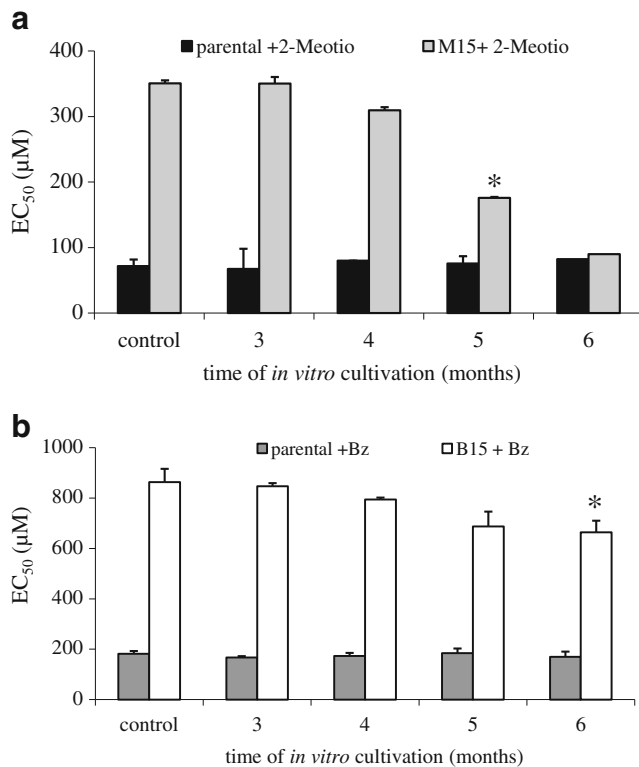 a
parental +2-Meotio M15+ 2-Meotio
400
300
200
100
0
EC50 (µM)
*
control 3 4 5 6
time of in vitro cultivation (months)
b
parental +Bz B15 + Bz
1000
800
600
400
200
0
EC50 (µM)
*
control 3 4 5 6
time of in vitro cultivation (months)